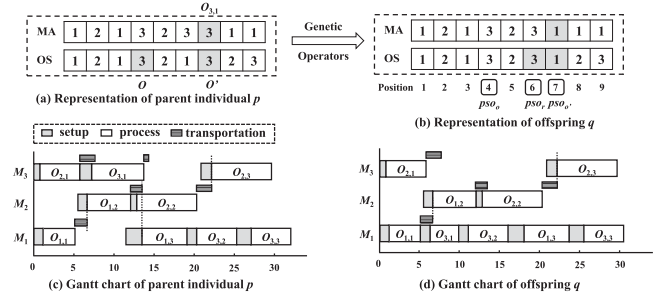 O3,1
MA 1 2 1 3 2 3 3 1 1
OS 1 2 1 3 1 3 3 2 3
O O'
(a) Representation of parent individual p
Genetic
Operators
MA 1 2 1 3 2 3 1 1 1
OS 1 2 1 3 2 3 1 2 3
Position 1 2 3 4 5 6 7 8 9
psoo psor psoo'
(b) Representation of offspring q
setup process transportation
M3 O2,1 O3,1 O2,3
M2 O1,2 O2,2
M1 O1,1 O1,3 O3,2 O3,3
0 5 10 15 20 25 30
(c) Gantt chart of parent individual p
M3 O2,1 O2,3
M2 O1,2 O2,2
M1 O1,1 O3,1 O3,2 O1,3 O3,3
0 5 10 15 20 25 30
(d) Gantt chart of offspring q